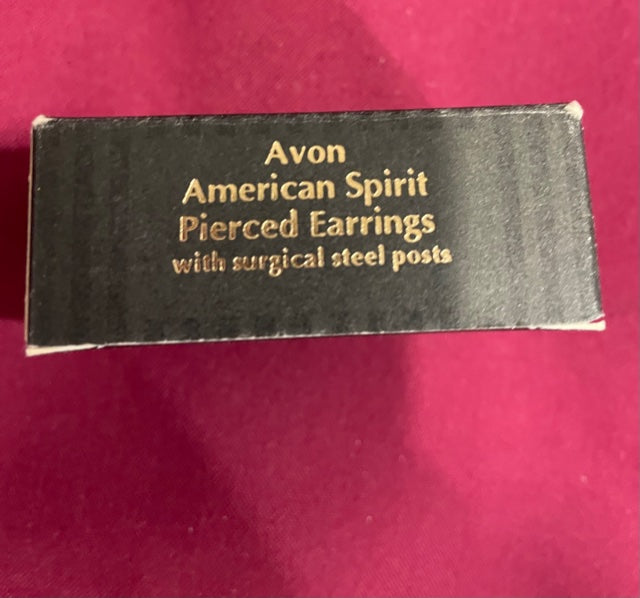 Avon
American Spirit
Pierced Earrings
with surgical steel posts